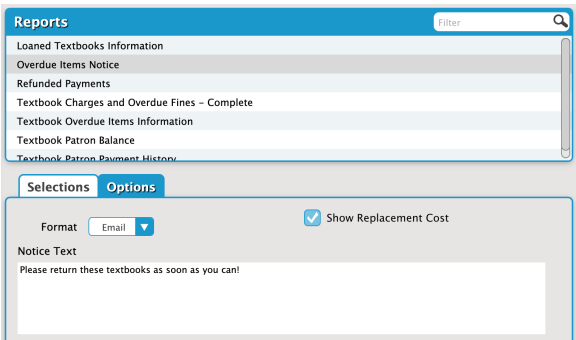 Reports
Filter
Loaned Textbooks Information
Overdue Items Notice
Refunded Payments
Textbook Charges and Overdue Fines – Complete
Textbook Overdue Items Information
Textbook Patron Balance
Textbook Patron Payment History
Selections Options
Format Email Show Replacement Cost
Notice Text
Please return these textbooks as soon as you can!